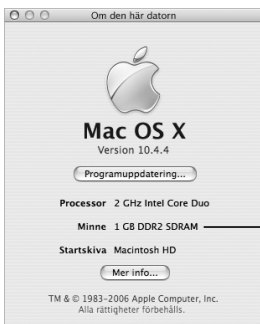 Om den här datorn
Mac OS X
Version 10.4.4
Programuppdatering...
Processor 2 GHz Intel Core Duo
Minne 1 GB DDR2 SDRAM
Startskiva Macintosh HD
Mer info...
TM & © 1983-2006 Apple Computer, Inc.
Alla rättigheter förbehålls.